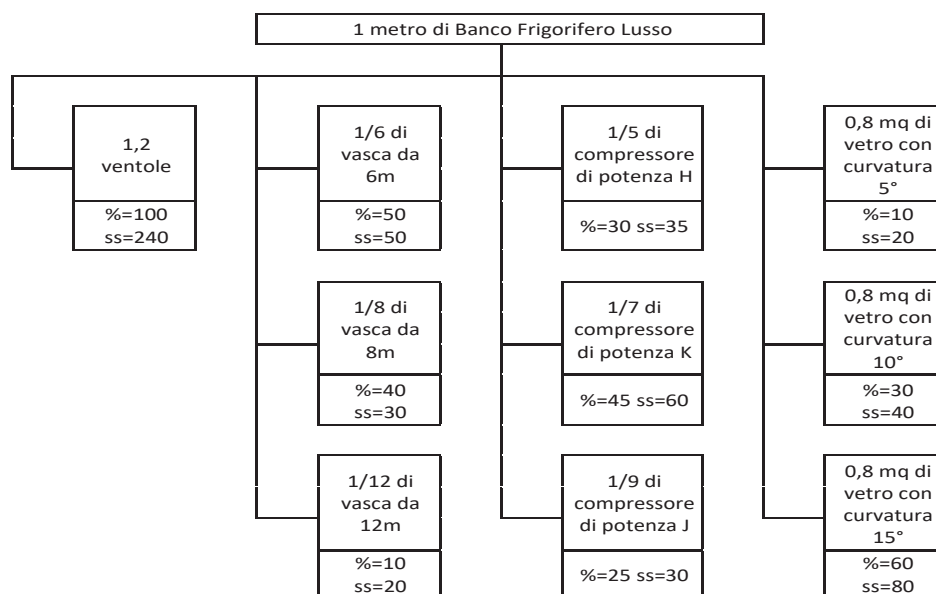 1 metro di Banco Frigorifero Lusso
1,2
ventole
%=100
ss=240
1/6 di
vasca da
6m
%=50
ss=50
1/5 di
compressore
di potenza H
%=30 ss=35
0,8 mq di
vetro con
curvatura
5°
%=10
ss=20
1/8 di
vasca da
8m
%=40
ss=30
1/7 di
compressore
di potenza K
%=45 ss=60
0,8 mq di
vetro con
curvatura
10°
%=30
ss=40
1/12 di
vasca da
12m
%=10
ss=20
1/9 di
compressore
di potenza J
%=25 ss=30
0,8 mq di
vetro con
curvatura
15°
%=60
ss=80